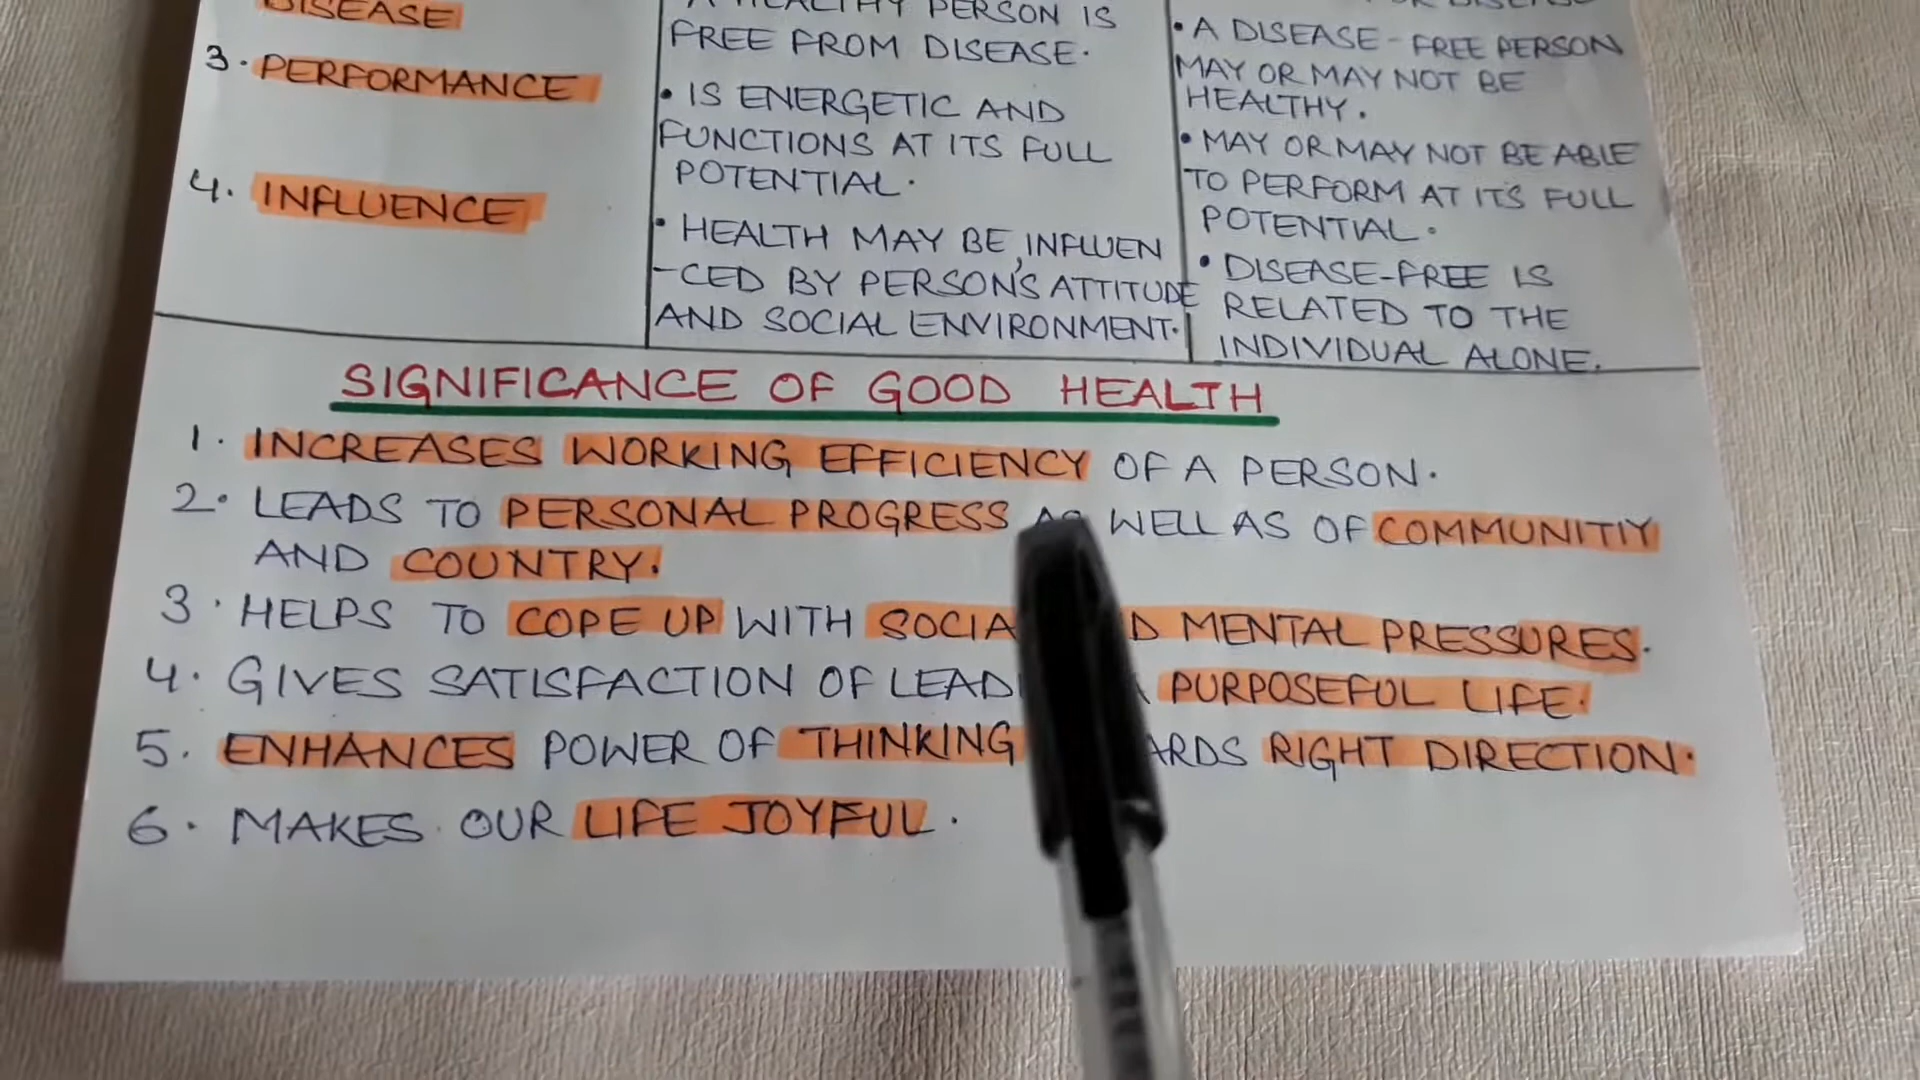 DISEASE
3. PERFORMANCE
4. INFLUENCE
A HEALTHY PERSON IS
FREE FROM DISEASE.
• IS ENERGETIC AND
FUNCTIONS AT ITS FULL
POTENTIAL.
• HEALTH MAY BE, INFLUEN
-CED BY PERSON'S ATTITUDE
AND SOCIAL ENVIRONMENT.
• A DISEASE-FREE PERSON
MAY OR MAY NOT BE
HEALTHY.
• MAY OR MAY NOT BE ABLE
TO PERFORM AT IT'S FULL
POTENTIAL.
• DISEASE-FREE IS
RELATED TO THE
INDIVIDUAL ALONE.
SIGNIFICANCE OF GOOD HEALTH
1. INCREASES WORKING EFFICIENCY OF A PERSON.
2. LEADS TO PERSONAL PROGRESS AS WELL AS OF COMMUNITIY
AND COUNTRY.
3. HELPS TO COPE UP WITH MENTAL PRESSURES.
4. GIVES SATISFACTION OF PURPOSEFUL LIFE.
5. ENHANCES POWER OF THINKING RIGHT DIRECTION.
6. MAKES OUR LIFE JOYFUL.